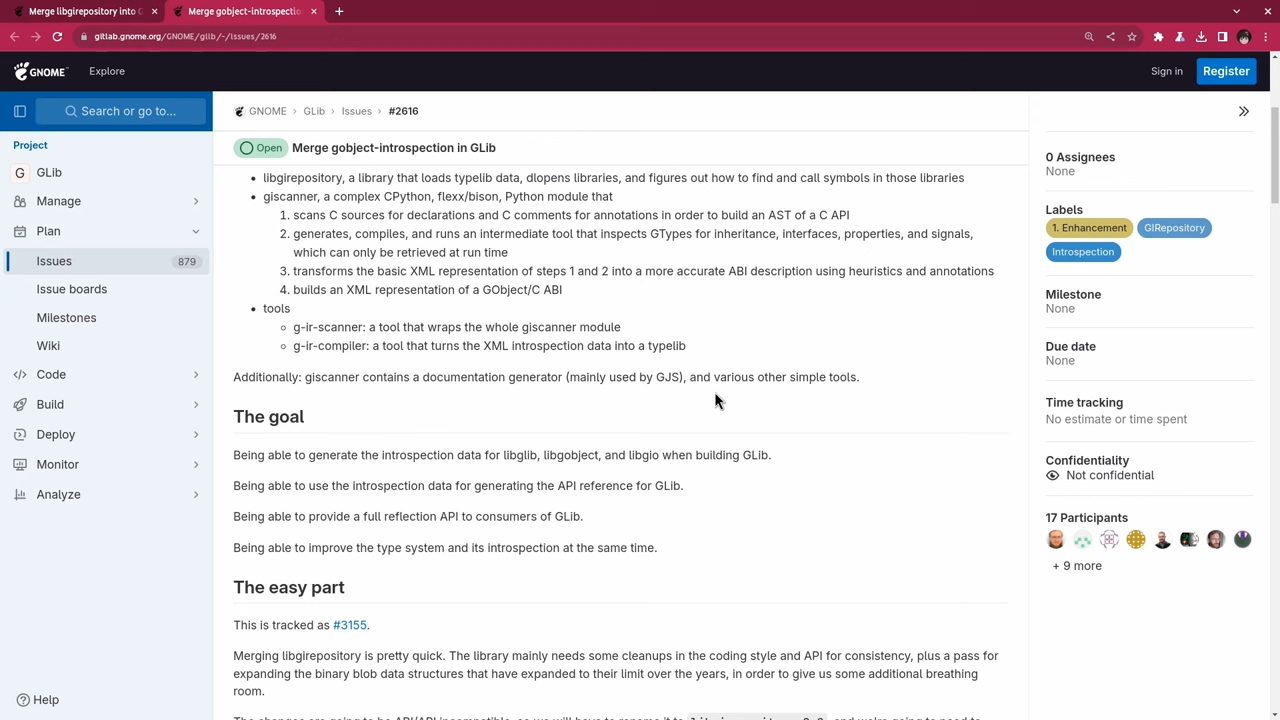 Merge libgirepository into G
Merge gobject-introspectio
gitlab.gnome.org/GNOME/glib/-/issues/2616
GNOME
Explore
Sign in
Register
Search or go to...
GNOME › GLib › Issues › #2616
Open Merge gobject-introspection in GLib
Project
G GLib
Manage
Plan
Issues 879
Issue boards
Milestones
Wiki
Code
Build
Deploy
Monitor
Analyze
Help
• libgirepository, a library that loads typelib data, dlopens libraries, and figures out how to find and call symbols in those libraries
• giscanner, a complex CPython, flexx/bison, Python module that
1. scans C sources for declarations and C comments for annotations in order to build an AST of a C API
2. generates, compiles, and runs an intermediate tool that inspects GTypes for inheritance, interfaces, properties, and signals,
which can only be retrieved at run time
3. transforms the basic XML representation of steps 1 and 2 into a more accurate ABI description using heuristics and annotations
4. builds an XML representation of a GObject/C ABI
• tools
◦ g-ir-scanner: a tool that wraps the whole giscanner module
◦ g-ir-compiler: a tool that turns the XML introspection data into a typelib
Additionally: giscanner contains a documentation generator (mainly used by GJS), and various other simple tools.
The goal
Being able to generate the introspection data for libglib, libgobject, and libgio when building GLib.
Being able to use the introspection data for generating the API reference for GLib.
Being able to provide a full reflection API to consumers of GLib.
Being able to improve the type system and its introspection at the same time.
The easy part
This is tracked as #3155.
Merging libgirepository is pretty quick. The library mainly needs some cleanups in the coding style and API for consistency, plus a pass for
expanding the binary blob data structures that have expanded to their limit over the years, in order to give us some additional breathing
room.
0 Assignees
None
Labels
1. Enhancement
GIRepository
Introspection
Milestone
None
Due date
None
Time tracking
No estimate or time spent
Confidentiality
Not confidential
17 Participants
+ 9 more